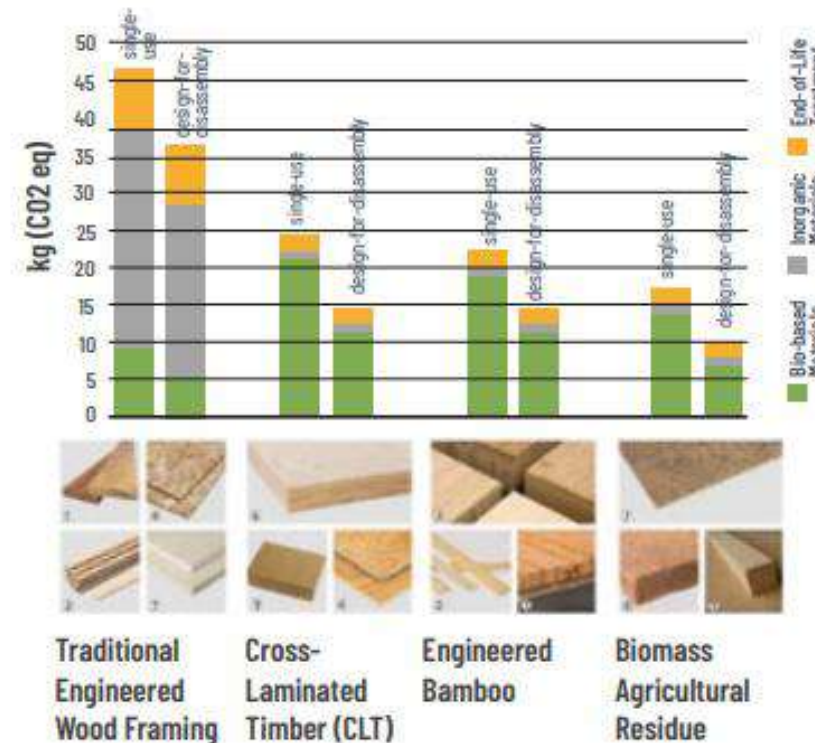 kg (CO2 eq)
50
45
40
35
30
25
20
15
10
5
0
single-
use
design-for-
disassembly
single-use
design-for-disassembly
single-use
design-for-disassembly
single-use
design-for-disassembly
End-of-Life
Inorganic
Bio-based
Traditional
Engineered
Wood Framing
Cross-
Laminated
Timber (CLT)
Engineered
Bamboo
Biomass
Agricultural
Residue